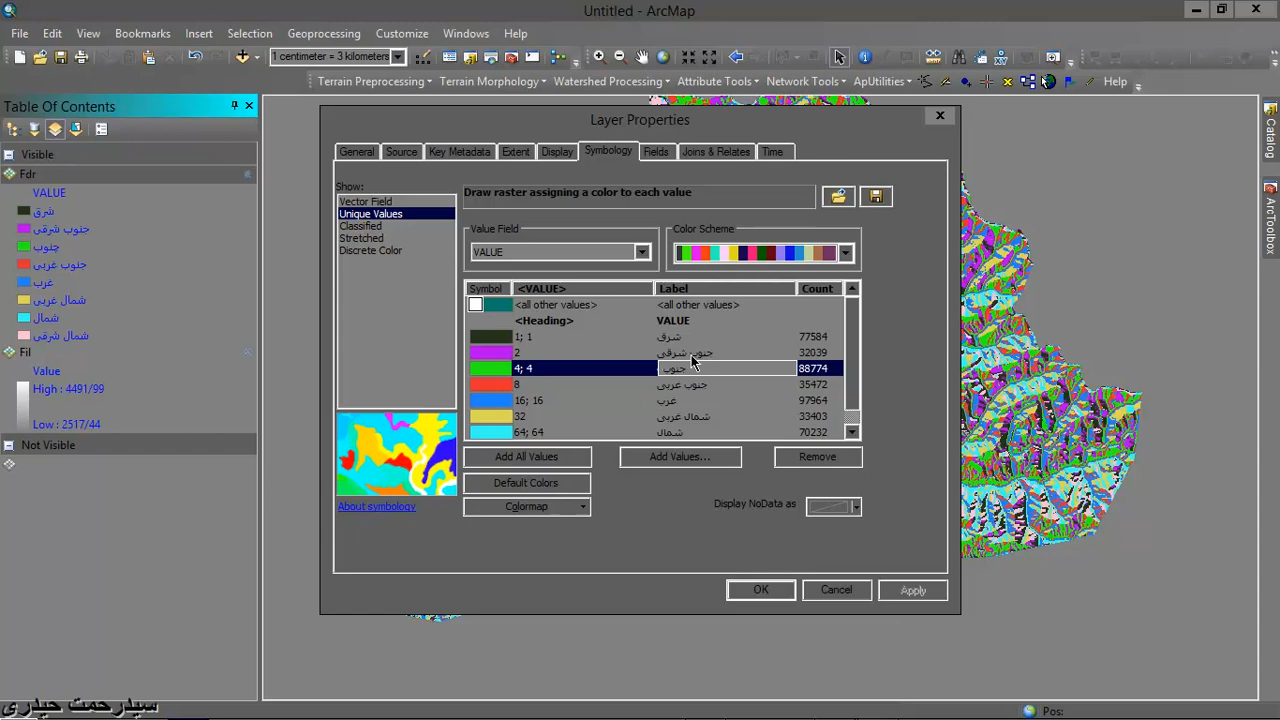 Untitled - ArcMap
File Edit View Bookmarks Insert Selection Geoprocessing Customize Windows Help
1 centimeter = 3 kilometers
Terrain Preprocessing Terrain Morphology Watershed Processing Attribute Tools Network Tools ApUtilities Help
Table Of Contents
Visible
Fdr
VALUE
شرق
جنوب شرقی
جنوب
جنوب غربی
غرب
شمال غربی
شمال
شمال شرقی
Fil
Value
High : 4491/99
Low : 2517/44
Not Visible
Layer Properties
General Source Key Metadata Extent Display Symbology Fields Joins & Relates Time
Show:
Vector Field
Unique Values
Classified
Stretched
Discrete Color
About symbology
Draw raster assigning a color to each value
Value Field
VALUE
Color Scheme
Symbol <VALUE> Label Count
<all other values> <all other values>
<Heading> VALUE
1; 1 شرق 77584
2 جنوب شرقی 32039
4; 4 جنوب 88774
8 جنوب غربی 35472
16; 16 غرب 97964
32 شمال غربی 33403
64; 64 شمال 70232
Add All Values Add Values... Remove
Default Colors
Colormap
Display NoData as
OK Cancel Apply
Catalog
ArcToolbox
سیدرحمت حیدری
Pos: